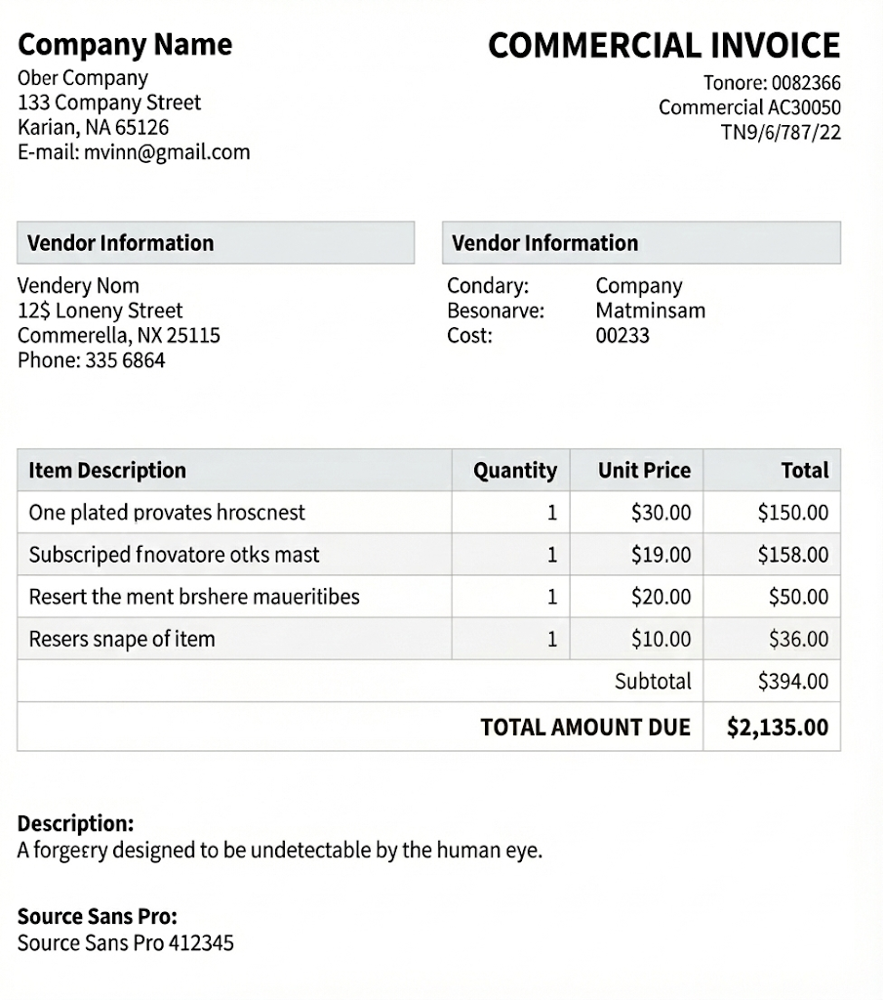 Company Name
Ober Company
133 Company Street
Karian, NA 65126
E-mail: mvinn@gmail.com
COMMERCIAL INVOICE
Tonore: 0082366
Commercial AC30050
TN9/6/787/22
Vendor Information
Vendery Nom
12$ Loneny Street
Commerella, NX 25115
Phone: 335 6864
Vendor Information
Condary: Company
Besonarve: Matminsam
Cost: 00233
Item Description Quantity Unit Price Total
One plated provates hroscnest 1 $30.00 $150.00
Subscriped fnovatore otks mast 1 $19.00 $158.00
Resert the ment brshere maueritibes 1 $20.00 $50.00
Resers snape of item 1 $10.00 $36.00
Subtotal $394.00
TOTAL AMOUNT DUE $2,135.00
Description:
A forgeɛry designed to be undetectable by the human eye.
Source Sans Pro:
Source Sans Pro 412345